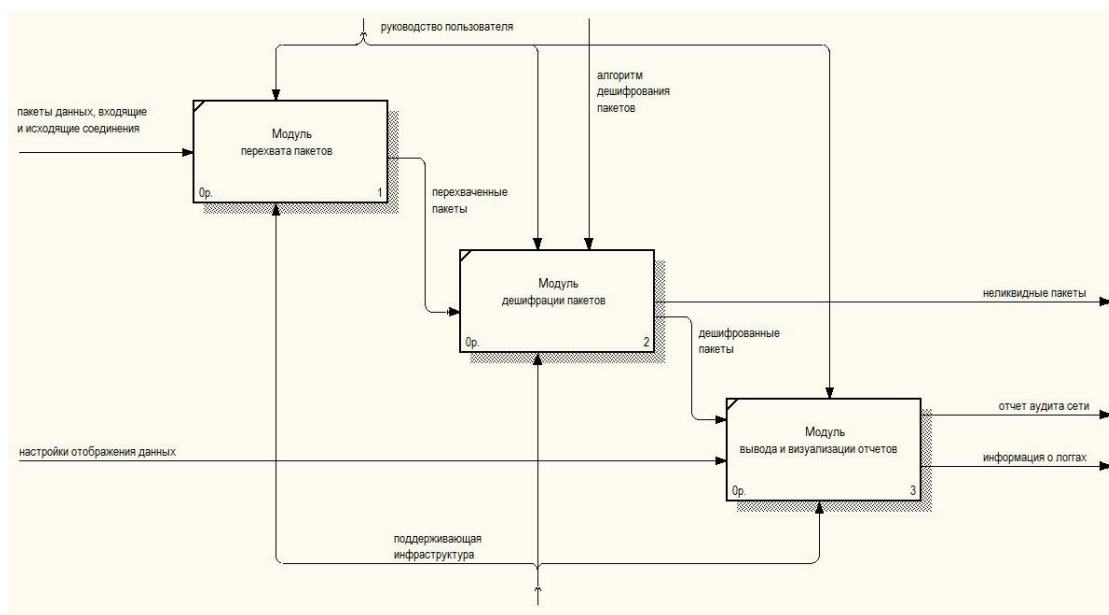 руководство пользователя
алгоритм
дешифрования
пакетов
пакеты данных, входящие
и исходящие соединения
Модуль
перехвата пакетов
0р.
1
перехваченные
пакеты
Модуль
дешифрации пакетов
0р.
2
неликвидные пакеты
дешифрованные
пакеты
отчет аудита сети
Модуль
вывода и визуализации отчетов
0р.
3
настройки отображения данных
информация о логгах
поддерживающая
инфраструктура